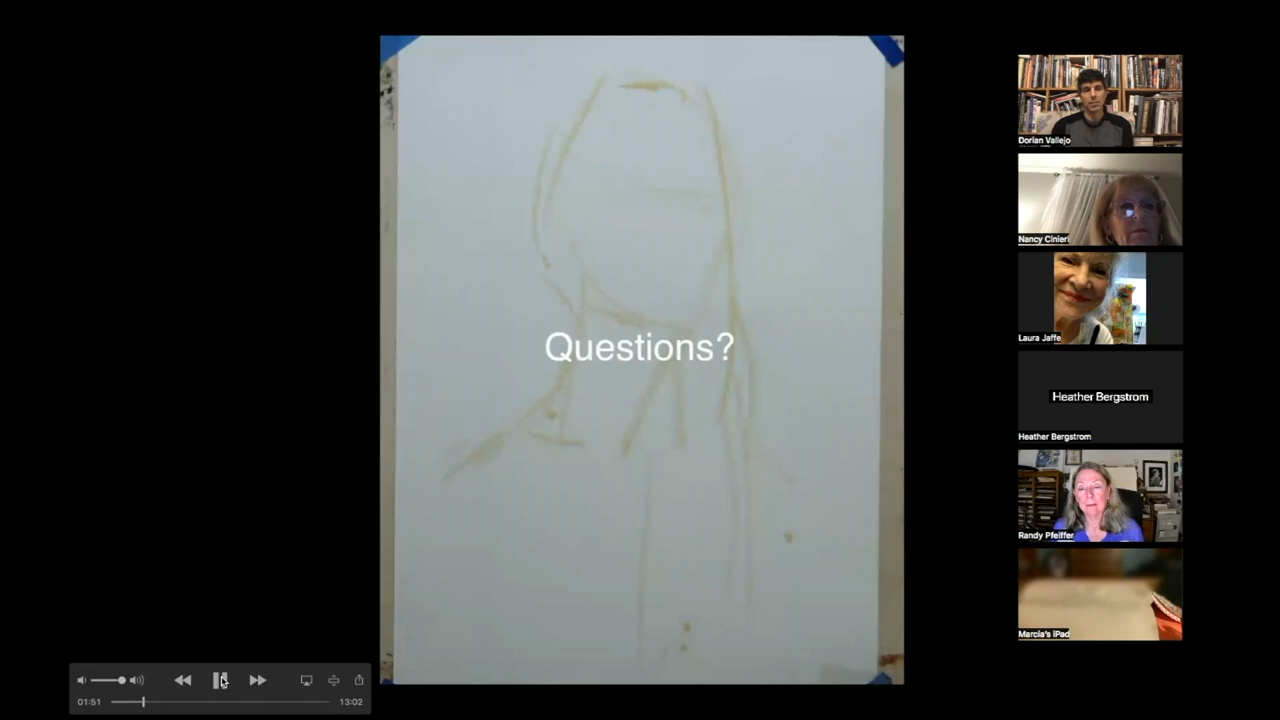 Questions?
Dorian Vallejo
Nancy Cinieri
Laura Jaffe
Heather Bergstrom
Heather Bergstrom
Randy Pfeiffer
Marcia's iPad
01:51
13:02